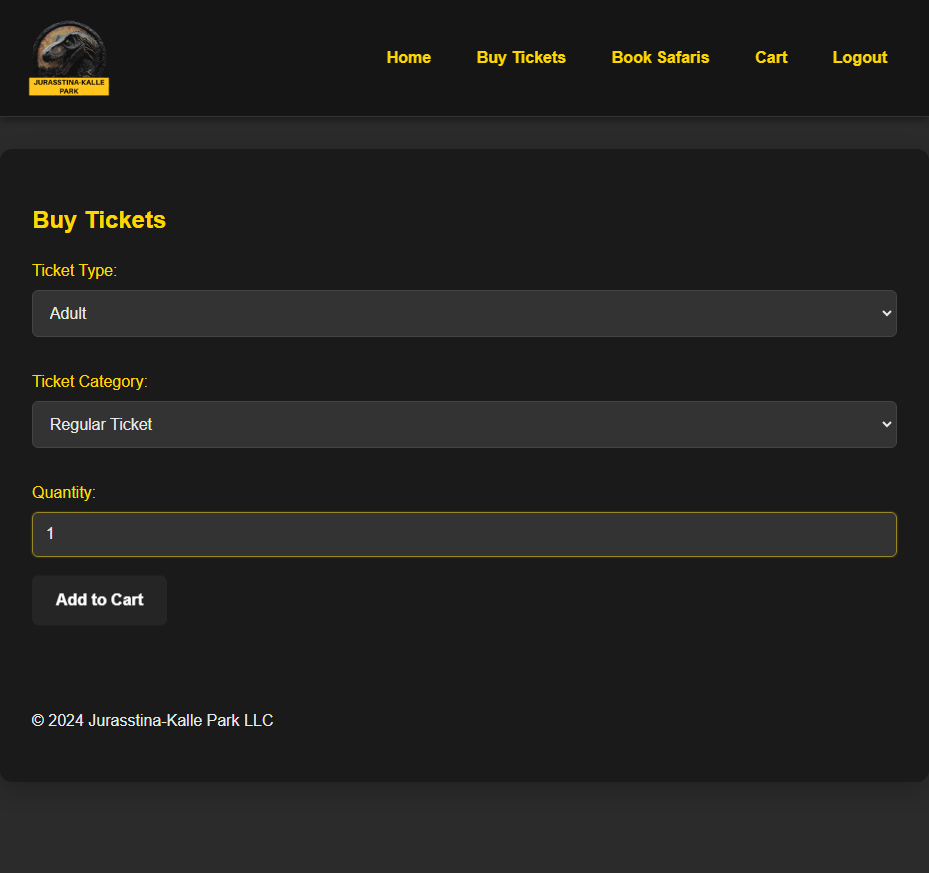 JURASSTINA-KALLE
PARK
Home Buy Tickets Book Safaris Cart Logout
Buy Tickets
Ticket Type:
Adult
Ticket Category:
Regular Ticket
Quantity:
1
Add to Cart
© 2024 Jurasstina-Kalle Park LLC